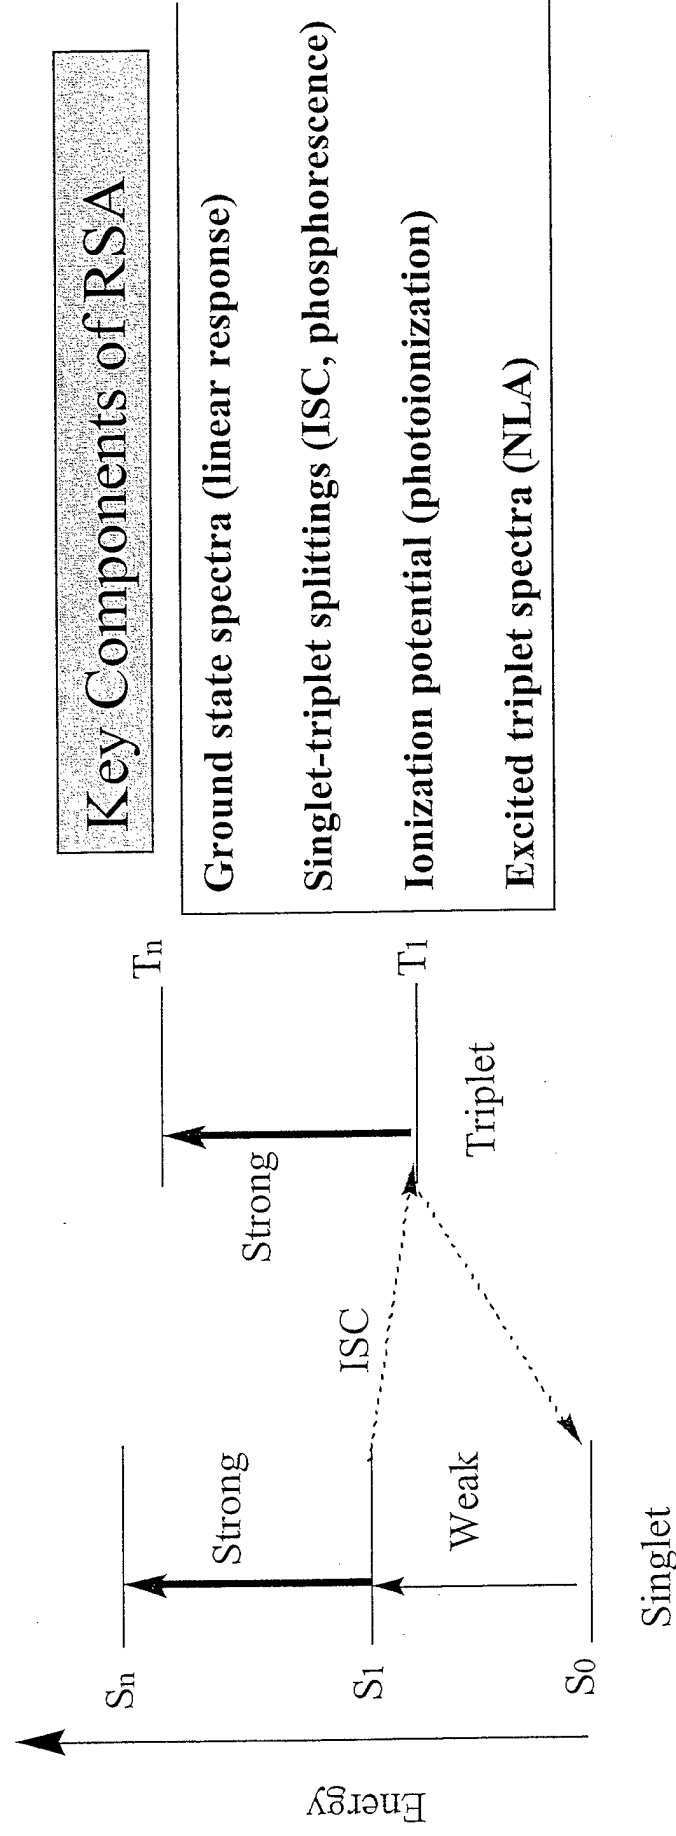 Key Components of RSA
Ground state spectra (linear response)
Singlet-triplet splittings (ISC, phosphorescence)
Ionization potential (photoionization)
Excited triplet spectra (NLA)
Energy
Sn
S1
S0
Strong
Weak
Singlet
ISC
Strong
Tn
T1
Triplet